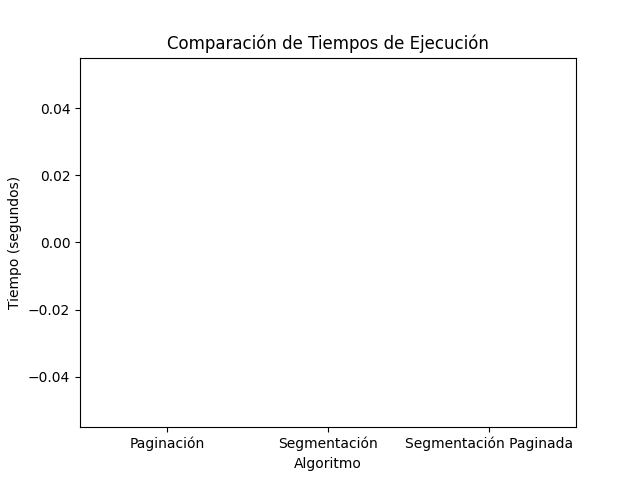 Comparación de Tiempos de Ejecución
Tiempo (segundos)
0.04
0.02
0.00
−0.02
−0.04
Paginación Segmentación Segmentación Paginada
Algoritmo